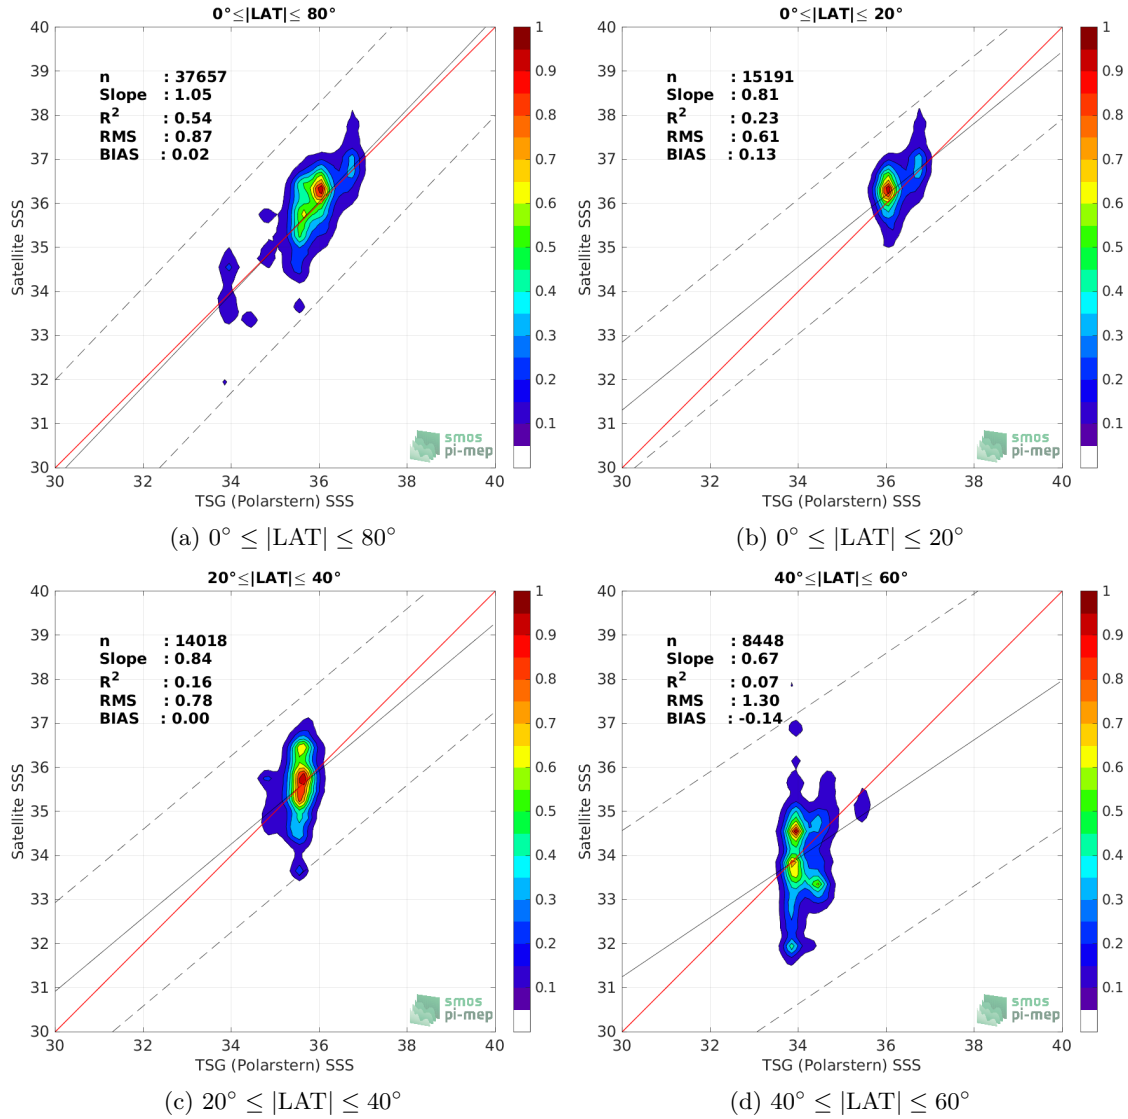 0°≤|LAT|≤ 80°
40
39
38
37
36
35
34
33
32
31
30
Satellite SSS
n : 37657
Slope : 1.05
R² : 0.54
RMS : 0.87
BIAS : 0.02
smos
pi-mep
30 32 34 36 38 40
TSG (Polarstern) SSS
1
0.9
0.8
0.7
0.6
0.5
0.4
0.3
0.2
0.1
(a) 0° ≤ |LAT| ≤ 80°
0°≤|LAT|≤ 20°
40
39
38
37
36
35
34
33
32
31
30
Satellite SSS
n : 15191
Slope : 0.81
R² : 0.23
RMS : 0.61
BIAS : 0.13
smos
pi-mep
30 32 34 36 38 40
TSG (Polarstern) SSS
1
0.9
0.8
0.7
0.6
0.5
0.4
0.3
0.2
0.1
(b) 0° ≤ |LAT| ≤ 20°
20°≤|LAT|≤ 40°
40
39
38
37
36
35
34
33
32
31
30
Satellite SSS
n : 14018
Slope : 0.84
R² : 0.16
RMS : 0.78
BIAS : 0.00
smos
pi-mep
30 32 34 36 38 40
TSG (Polarstern) SSS
1
0.9
0.8
0.7
0.6
0.5
0.4
0.3
0.2
0.1
(c) 20° ≤ |LAT| ≤ 40°
40°≤|LAT|≤ 60°
40
39
38
37
36
35
34
33
32
31
30
Satellite SSS
n : 8448
Slope : 0.67
R² : 0.07
RMS : 1.30
BIAS : -0.14
smos
pi-mep
30 32 34 36 38 40
TSG (Polarstern) SSS
1
0.9
0.8
0.7
0.6
0.5
0.4
0.3
0.2
0.1
(d) 40° ≤ |LAT| ≤ 60°